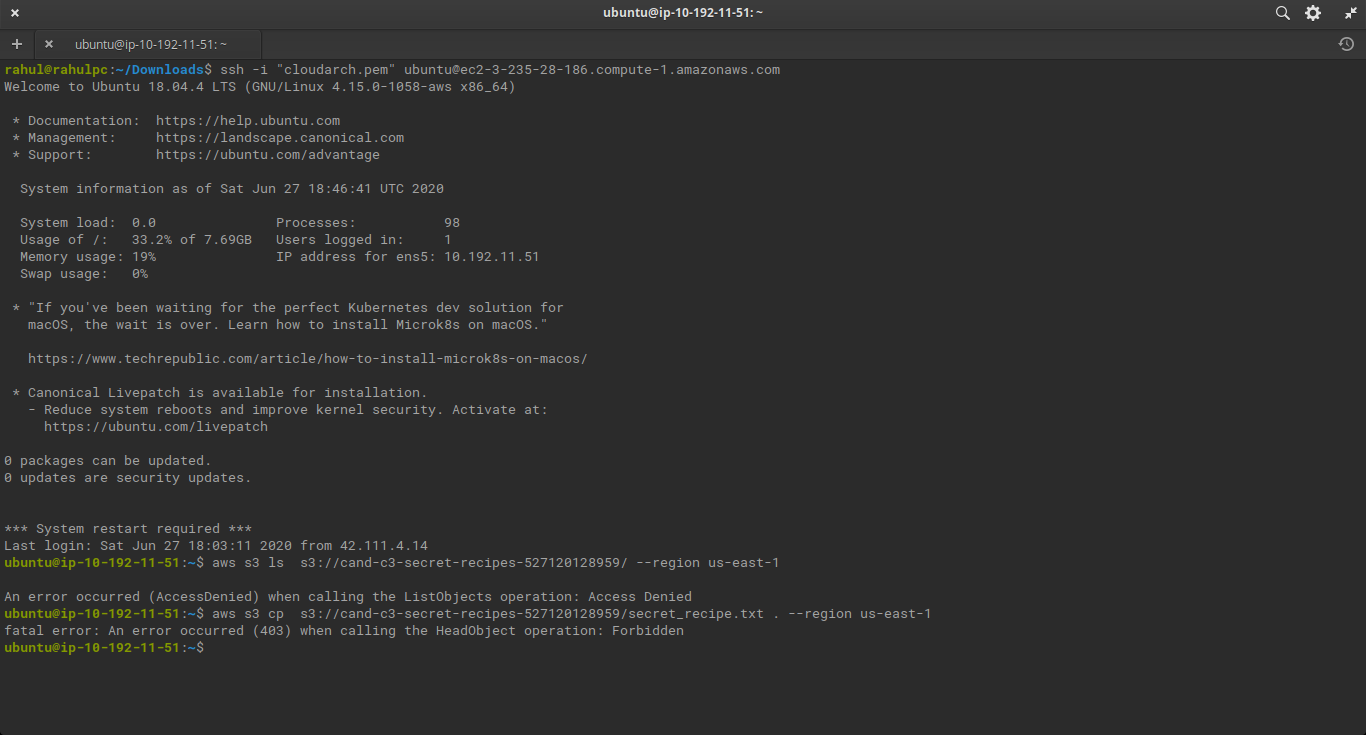 ubuntu@ip-10-192-11-51: ~
ubuntu@ip-10-192-11-51: ~
rahul@rahulpc:~/Downloads$ ssh -i "cloudarch.pem" ubuntu@ec2-3-235-28-186.compute-1.amazonaws.com
Welcome to Ubuntu 18.04.4 LTS (GNU/Linux 4.15.0-1058-aws x86_64)

 * Documentation:  https://help.ubuntu.com
 * Management:     https://landscape.canonical.com
 * Support:        https://ubuntu.com/advantage

  System information as of Sat Jun 27 18:46:41 UTC 2020

  System load:  0.0               Processes:           98
  Usage of /:   33.2% of 7.69GB   Users logged in:     1
  Memory usage: 19%               IP address for ens5: 10.192.11.51
  Swap usage:   0%

 * "If you've been waiting for the perfect Kubernetes dev solution for
   macOS, the wait is over. Learn how to install Microk8s on macOS."

   https://www.techrepublic.com/article/how-to-install-microk8s-on-macos/

 * Canonical Livepatch is available for installation.
   - Reduce system reboots and improve kernel security. Activate at:
     https://ubuntu.com/livepatch

0 packages can be updated.
0 updates are security updates.


*** System restart required ***
Last login: Sat Jun 27 18:03:11 2020 from 42.111.4.14
ubuntu@ip-10-192-11-51:~$ aws s3 ls  s3://cand-c3-secret-recipes-527120128959/ --region us-east-1

An error occurred (AccessDenied) when calling the ListObjects operation: Access Denied
ubuntu@ip-10-192-11-51:~$ aws s3 cp  s3://cand-c3-secret-recipes-527120128959/secret_recipe.txt . --region us-east-1
fatal error: An error occurred (403) when calling the HeadObject operation: Forbidden
ubuntu@ip-10-192-11-51:~$